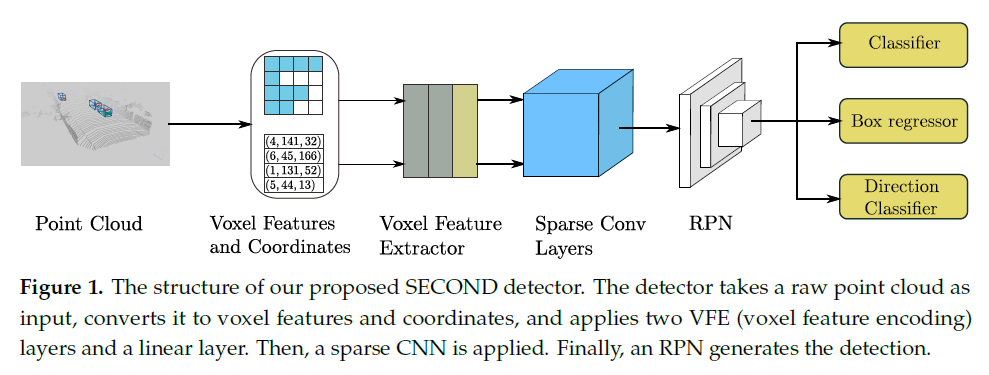 Classifier
Box regressor
Direction
Classifier
(4, 141, 32)
(6, 45, 166)
(1, 131, 52)
(5, 44, 13)
Point Cloud
Voxel Features
and Coordinates
Voxel Feature
Extractor
Sparse Conv
Layers
RPN
Figure 1. The structure of our proposed SECOND detector. The detector takes a raw point cloud as
input, converts it to voxel features and coordinates, and applies two VFE (voxel feature encoding)
layers and a linear layer. Then, a sparse CNN is applied. Finally, an RPN generates the detection.